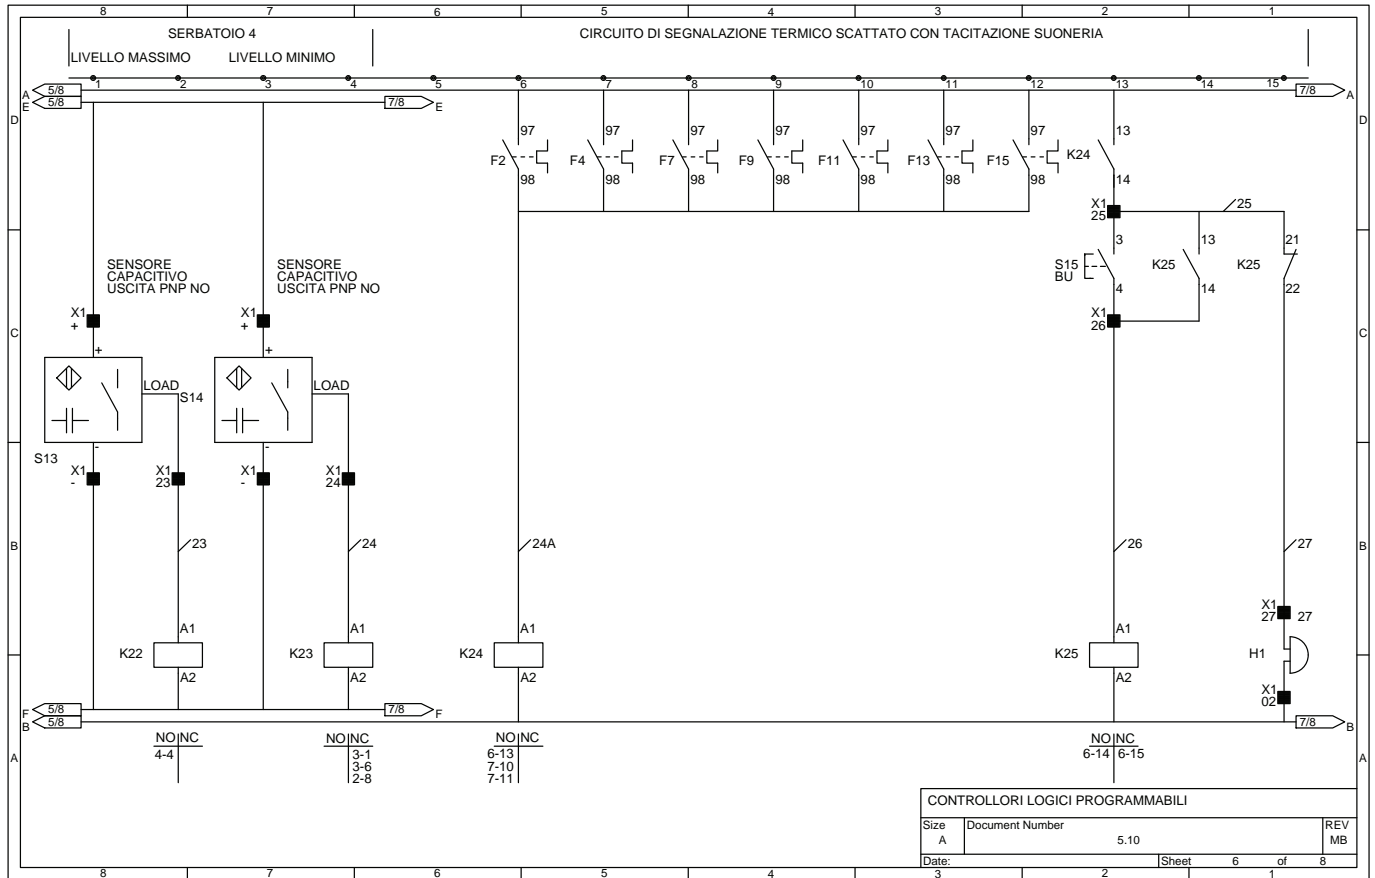 8 7 6 5 4 3 2 1
SERBATOIO 4
CIRCUITO DI SEGNALAZIONE TERMICO SCATTATO CON TACITAZIONE SUONERIA
LIVELLO MASSIMO LIVELLO MINIMO
1 2 3 4 5 6 7 8 9 10 11 12 13 14 15
A 5/8 7/8 A
E 5/8 7/8 E
D D
97 97 97 97 97 97 97 13
F2 F4 F7 F9 F11 F13 F15 K24
98 98 98 98 98 98 98 14
X1 25 25
3 13 21
SENSORE CAPACITIVO USCITA PNP NO
SENSORE CAPACITIVO USCITA PNP NO
S15 BU K25 K25
4 14 22
X1 + X1 + X1 26
C C
+ +
LOAD S14 LOAD
- -
S13
X1 - X1 23 X1 - X1 24
B B
23 24 24A 26 27
X1 27 27
A1 A1 A1 A1
K22 K23 K24 K25 H1
A2 A2 A2 A2
X1 02
F 5/8 7/8 F
B 5/8 7/8 B
NO NC NO NC NO NC NO NC
4-4 3-1 6-13 6-14 6-15
3-6 7-10
2-8 7-11
A A
CONTROLLORI LOGICI PROGRAMMABILI
Size Document Number REV
A 5.10 MB
Date: Sheet 6 of 8
8 7 6 5 4 3 2 1